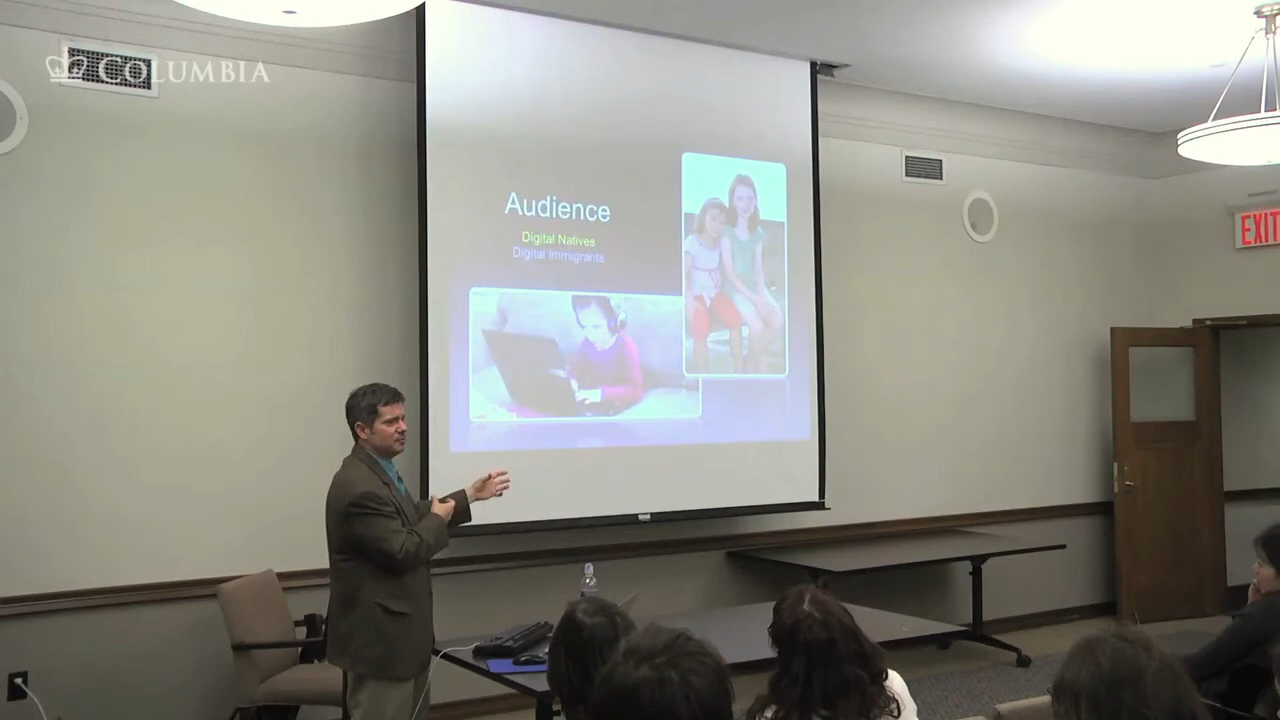 COLUMBIA
Audience
Digital Natives
Digital Immigrants
EXIT